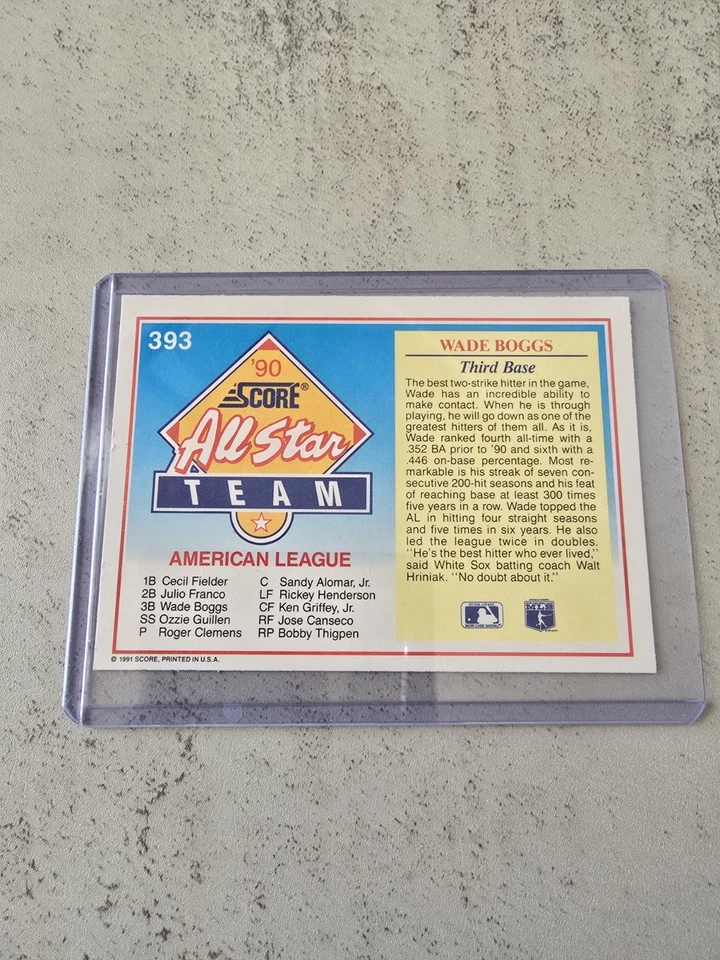 393
'90
SCORE®
All Star
TEAM
AMERICAN LEAGUE
1B Cecil Fielder
2B Julio Franco
3B Wade Boggs
SS Ozzie Guillen
P Roger Clemens
C Sandy Alomar, Jr.
LF Rickey Henderson
CF Ken Griffey, Jr.
RF Jose Canseco
RP Bobby Thigpen
© 1991 SCORE, PRINTED IN U.S.A.
WADE BOGGS
Third Base
The best two-strike hitter in the game,
Wade has an incredible ability to
make contact. When he is through
playing, he will go down as one of the
greatest hitters of them all. As it is,
Wade ranked fourth all-time with a
.352 BA prior to '90 and sixth with a
.446 on-base percentage. Most re-
markable is his streak of seven con-
secutive 200-hit seasons and his feat
of reaching base at least 300 times
five years in a row. Wade topped the
AL in hitting four straight seasons
and five times in six years. He also
led the league twice in doubles.
"He's the best hitter who ever lived,"
said White Sox batting coach Walt
Hriniak. "No doubt about it."